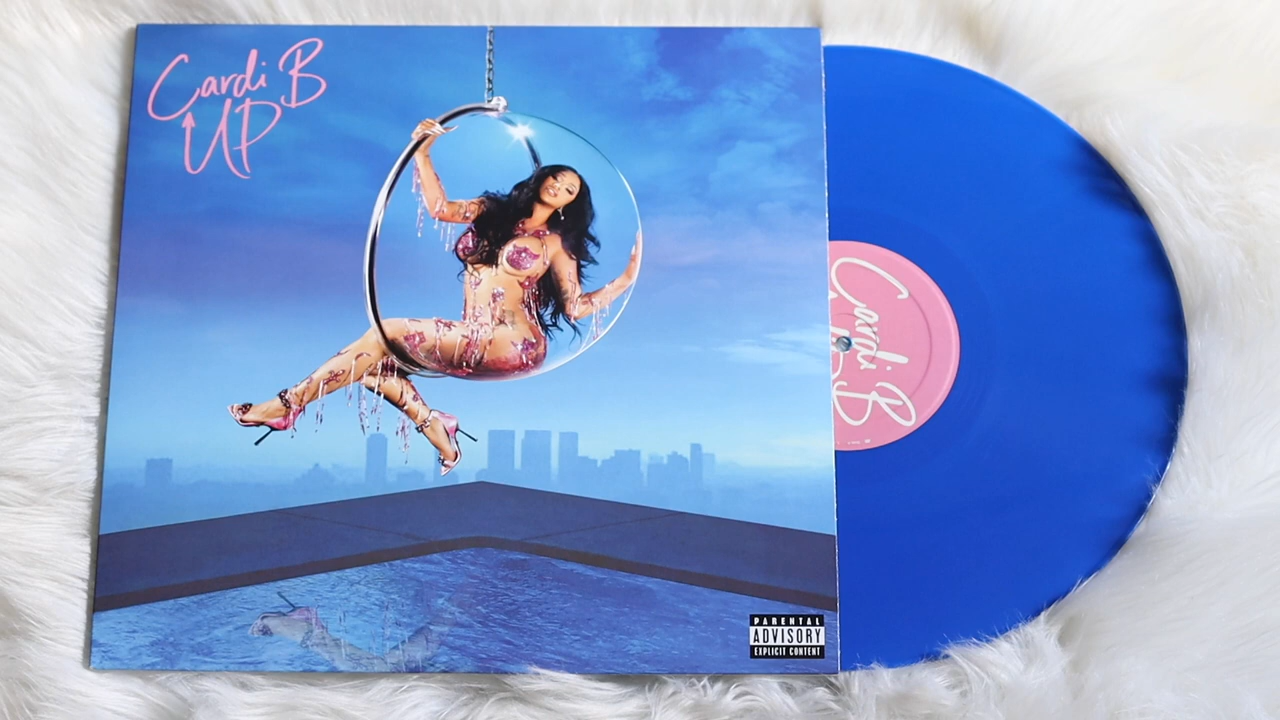 Cardi B
UP
PARENTAL
ADVISORY
EXPLICIT CONTENT
Cardi B